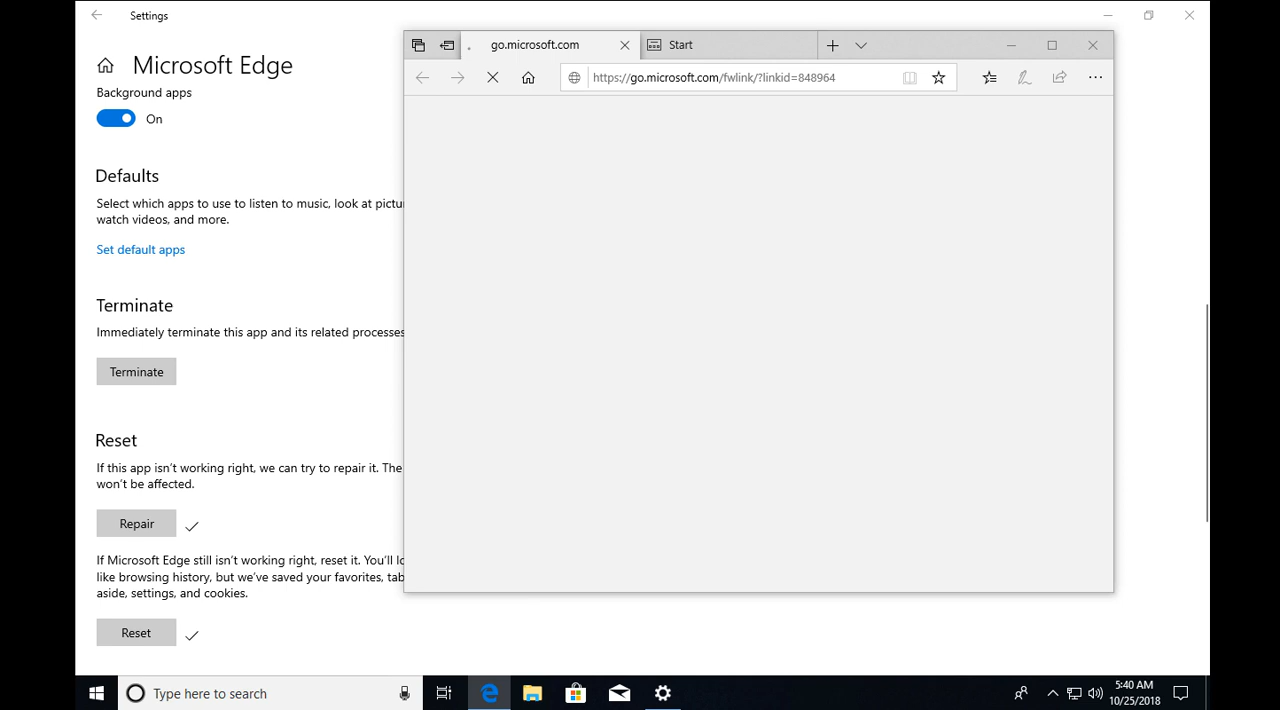 Settings
Microsoft Edge
Background apps
On
Defaults
Select which apps to use to listen to music, look at pictu
watch videos, and more.
Set default apps
Terminate
Immediately terminate this app and its related processes
Terminate
Reset
If this app isn't working right, we can try to repair it. The
won't be affected.
Repair
If Microsoft Edge still isn't working right, reset it. You'll lo
like browsing history, but we've saved your favorites, tab
aside, settings, and cookies.
Reset
go.microsoft.com
Start
https://go.microsoft.com/fwlink/?linkid=848964
Type here to search
5:40 AM
10/25/2018